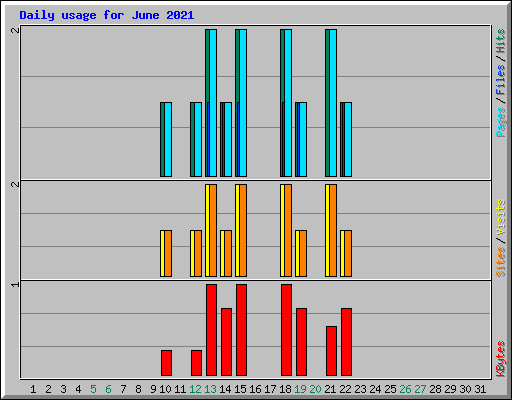 Daily usage for June 2021
2
2
1
Pages / Files / Hits
Sites / Visits
KBytes
1 2 3 4 5 6 7 8 9 10 11 12 13 14 15 16 17 18 19 20 21 22 23 24 25 26 27 28 29 30 31